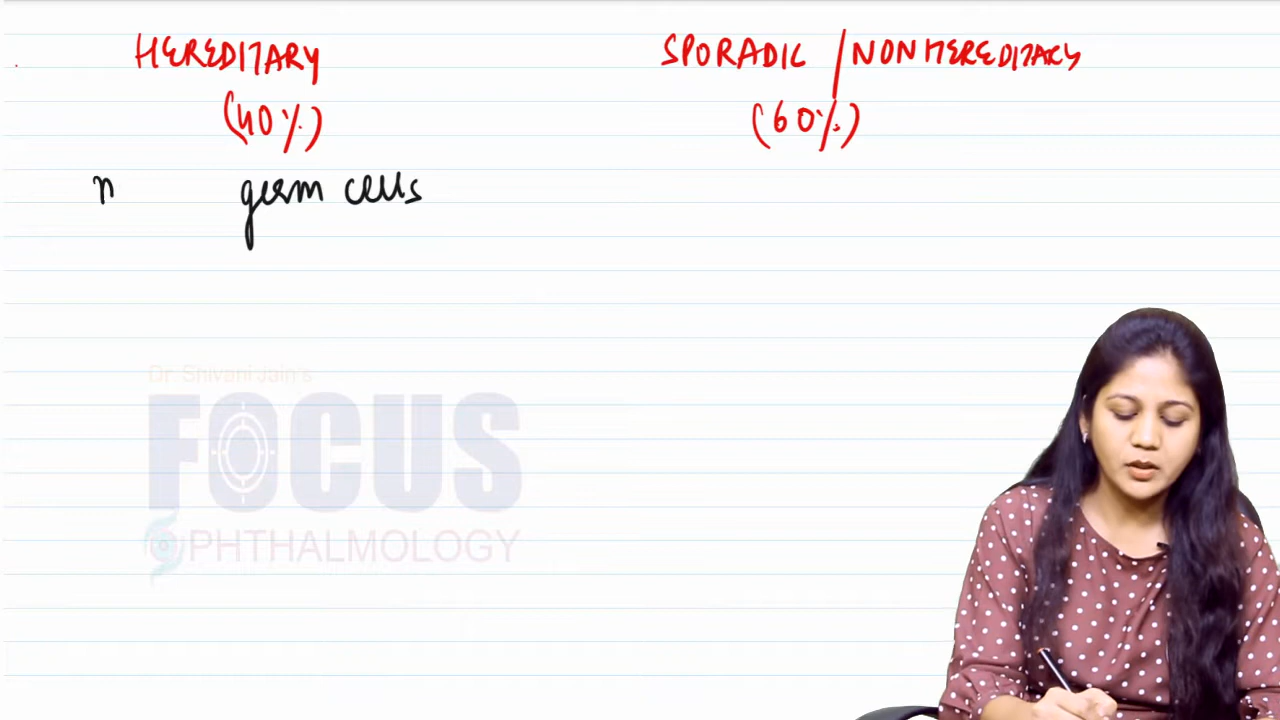 HEREDITARY SPORADIC / NONHEREDITARY
(40%) (60%)
n germ cells
Dr. Shivani Jain's
FOCUS
OPHTHALMOLOGY